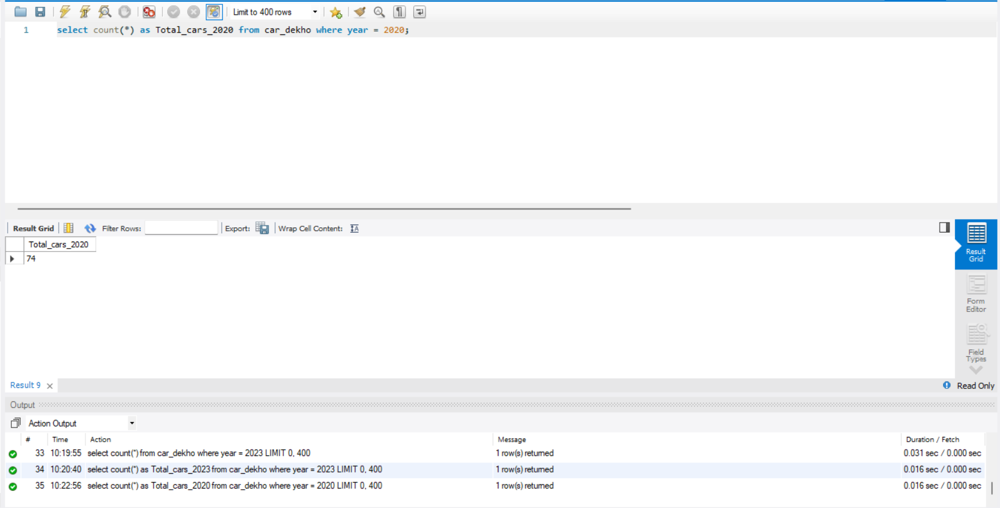 Limit to 400 rows
1 select count(*) as Total_cars_2020 from car_dekho where year = 2020;
Result Grid Filter Rows: Export: Wrap Cell Content:
Total_cars_2020
74
Result
Grid
Form
Editor
Field
Types
Result 9
Read Only
Output
Action Output
# Time Action Message Duration / Fetch
33 10:19:55 select count(*) from car_dekho where year = 2023 LIMIT 0, 400 1 row(s) returned 0.031 sec / 0.000 sec
34 10:20:40 select count(*) as Total_cars_2023 from car_dekho where year = 2023 LIMIT 0, 400 1 row(s) returned 0.016 sec / 0.000 sec
35 10:22:56 select count(*) as Total_cars_2020 from car_dekho where year = 2020 LIMIT 0, 400 1 row(s) returned 0.016 sec / 0.000 sec